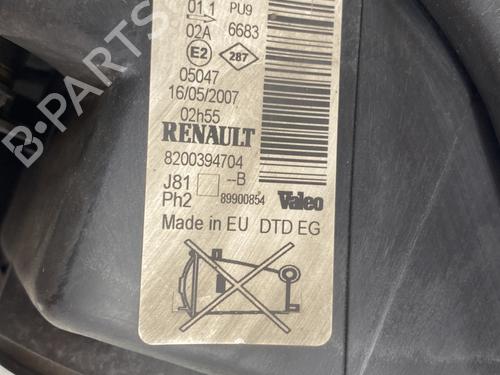 01.1 PU9
02A 6683
E2 287
05047
16/05/2007
02h55
RENAULT
8200394704
J81 --B
Ph2 89900854 Valeo
Made in EU DTD EG